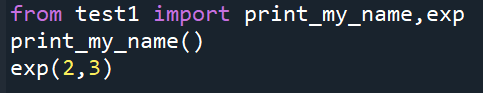 from test1 import print_my_name,exp
print_my_name()
exp(2,3)